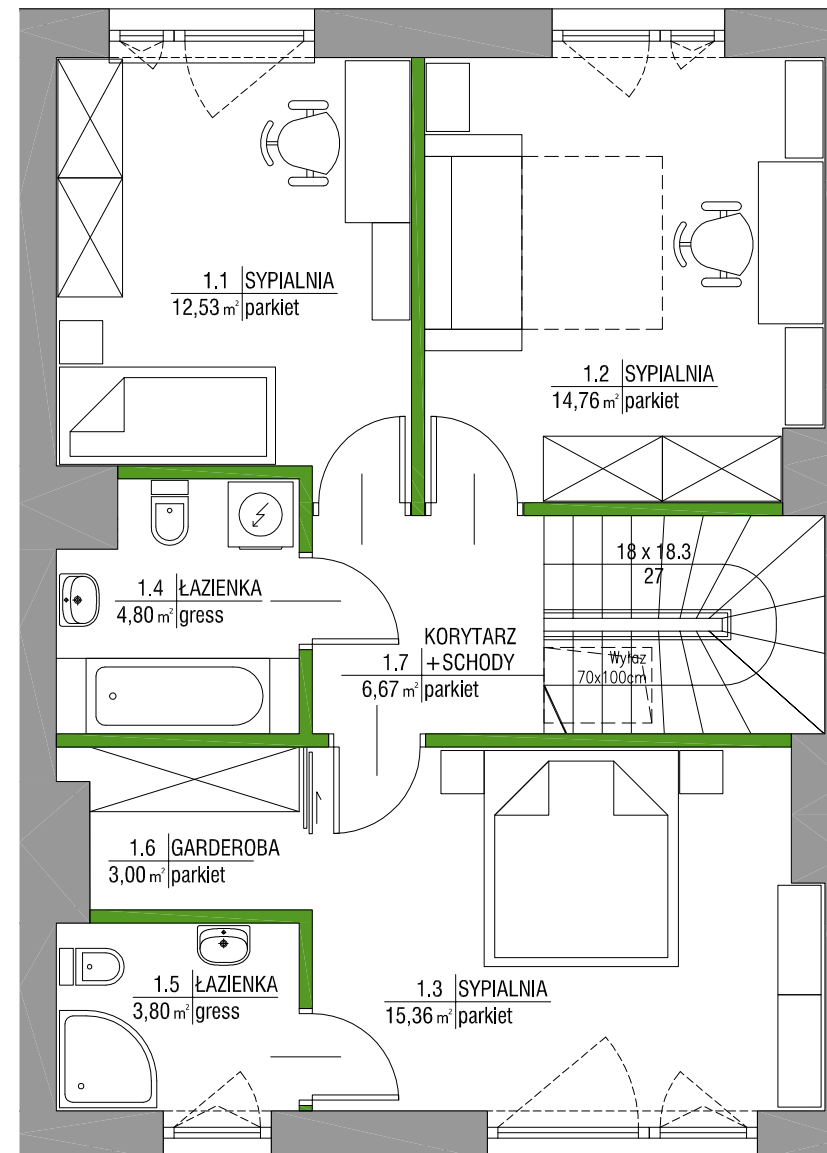 1.1 SYPIALNIA
12,53 m² parkiet
1.2 SYPIALNIA
14,76 m² parkiet
18 x 18.3
27
1.4 ŁAZIENKA
4,80 m² gress
KORYTARZ
1.7 +SCHODY
6,67 m² parkiet
Wyłaz
70x100cm
1.6 GARDEROBA
3,00 m² parkiet
1.5 ŁAZIENKA
3,80 m² gress
1.3 SYPIALNIA
15,36 m² parkiet